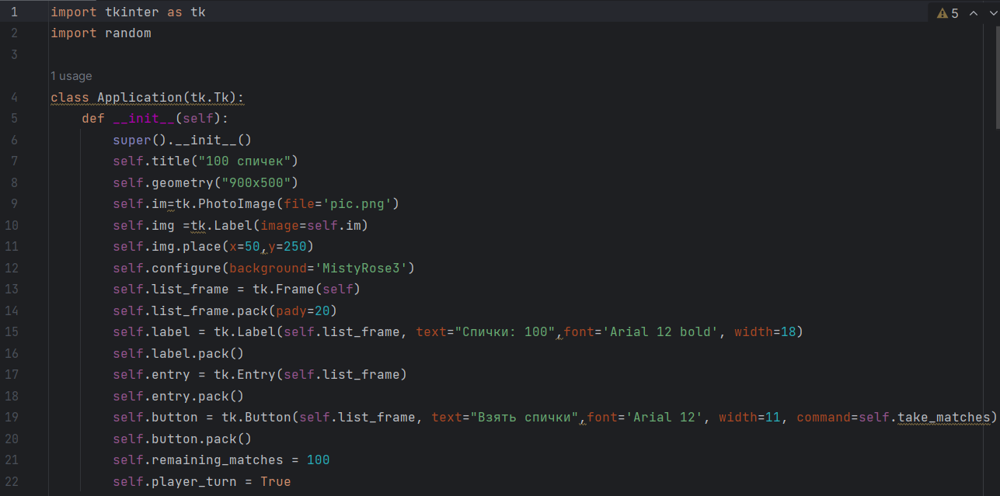 1 import tkinter as tk 5
2 import random
3
1 usage
4 class Application(tk.Tk):
5 def __init__(self):
6 super().__init__()
7 self.title("100 спичек")
8 self.geometry("900x500")
9 self.im=tk.PhotoImage(file='pic.png')
10 self.img =tk.Label(image=self.im)
11 self.img.place(x=50,y=250)
12 self.configure(background='MistyRose3')
13 self.list_frame = tk.Frame(self)
14 self.list_frame.pack(pady=20)
15 self.label = tk.Label(self.list_frame, text="Спички: 100",font='Arial 12 bold', width=18)
16 self.label.pack()
17 self.entry = tk.Entry(self.list_frame)
18 self.entry.pack()
19 self.button = tk.Button(self.list_frame, text="Взять спички",font='Arial 12', width=11, command=self.take_matches)
20 self.button.pack()
21 self.remaining_matches = 100
22 self.player_turn = True